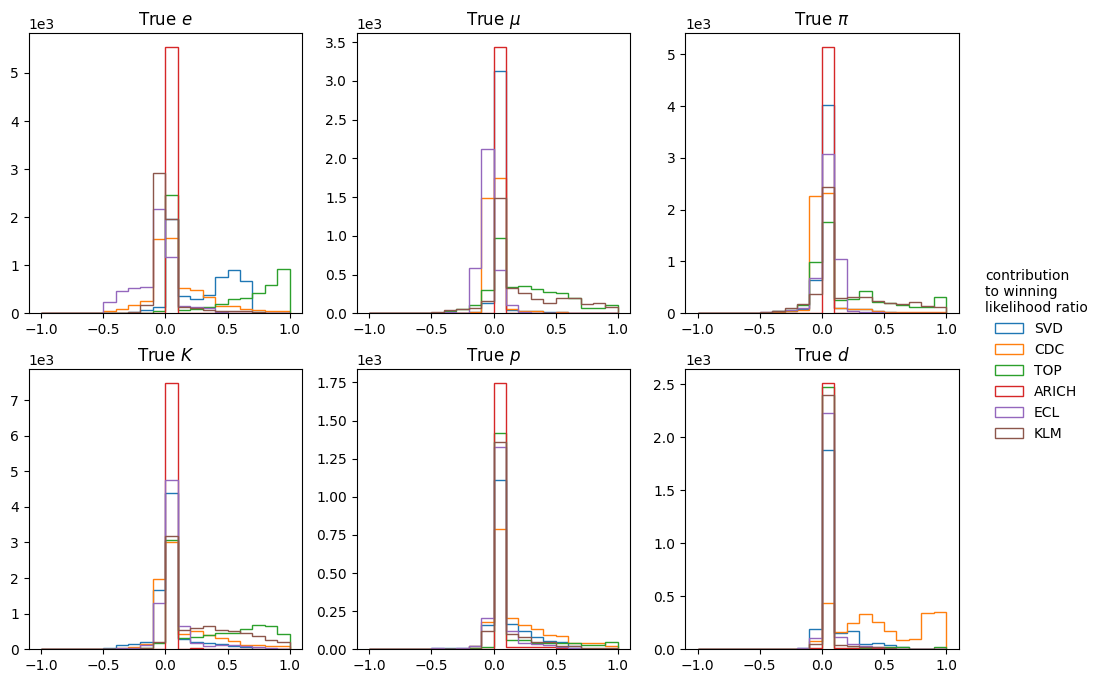 True e
1e3
5
4
3
2
1
0
-1.0 -0.5 0.0 0.5 1.0
True μ
1e3
3.5
3.0
2.5
2.0
1.5
1.0
0.5
0.0
-1.0 -0.5 0.0 0.5 1.0
True π
1e3
5
4
3
2
1
0
-1.0 -0.5 0.0 0.5 1.0
True K
1e3
7
6
5
4
3
2
1
0
-1.0 -0.5 0.0 0.5 1.0
True p
1e3
1.75
1.50
1.25
1.00
0.75
0.50
0.25
0.00
-1.0 -0.5 0.0 0.5 1.0
True d
1e3
2.5
2.0
1.5
1.0
0.5
0.0
-1.0 -0.5 0.0 0.5 1.0
contribution
to winning
likelihood ratio
SVD
CDC
TOP
ARICH
ECL
KLM